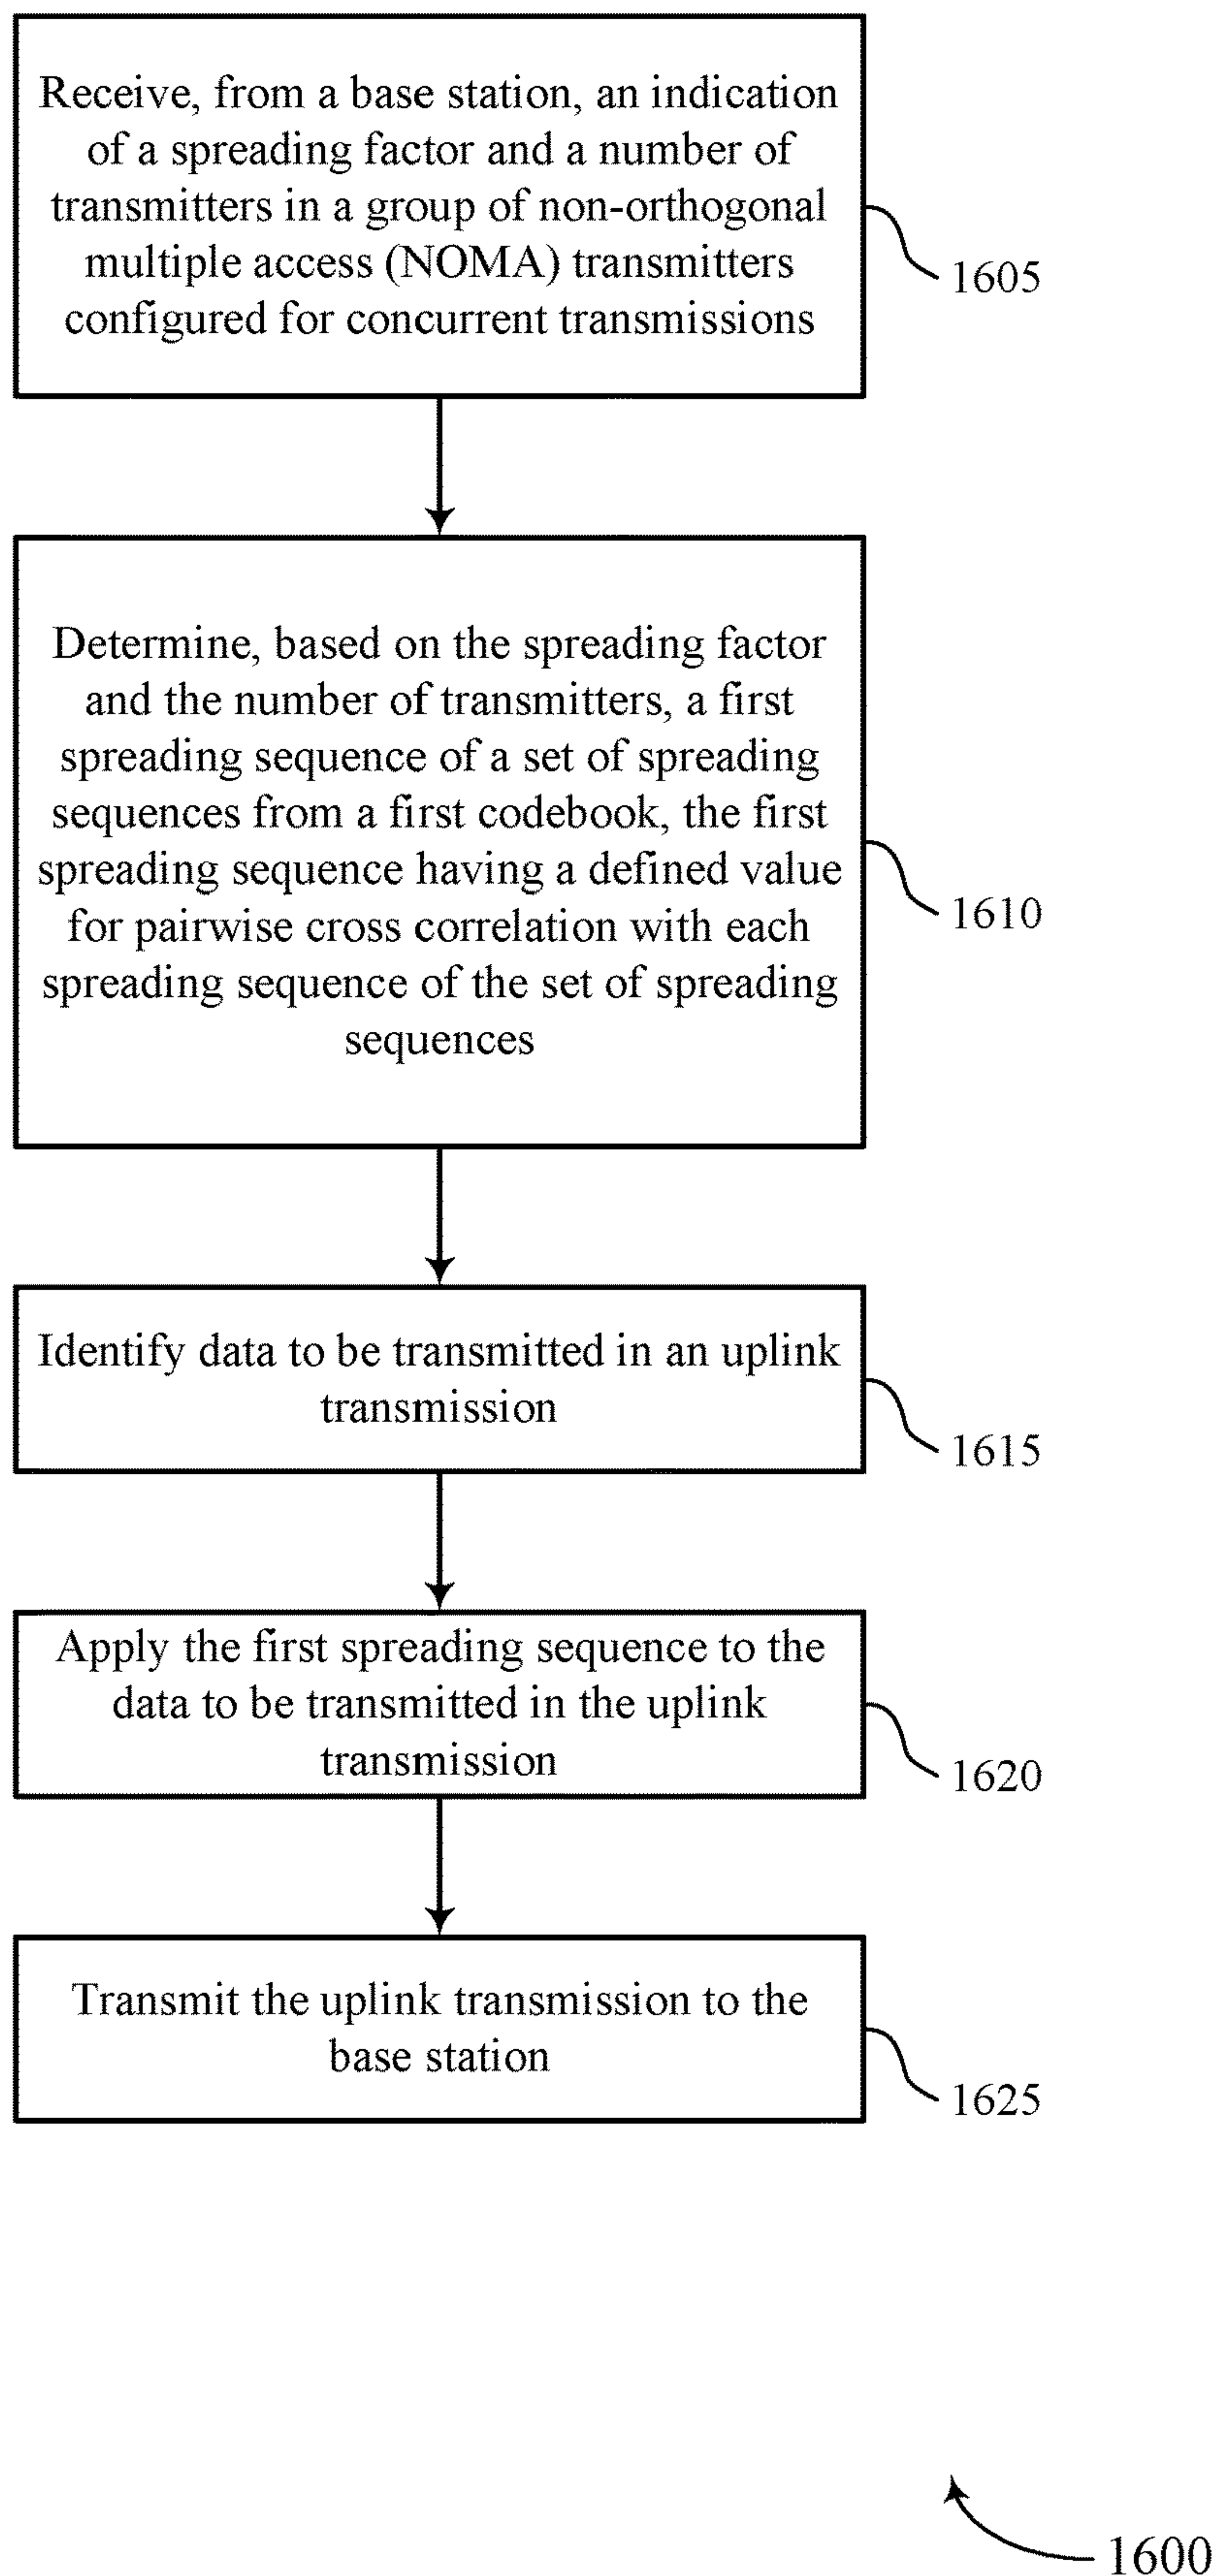 Receive, from a base station, an indication
of a spreading factor and a number of
transmitters in a group of non-orthogonal
multiple access (NOMA) transmitters
configured for concurrent transmissions
1605
Determine, based on the spreading factor
and the number of transmitters, a first
spreading sequence of a set of spreading
sequences from a first codebook, the first
spreading sequence having a defined value
for pairwise cross correlation with each
spreading sequence of the set of spreading
sequences
1610
Identify data to be transmitted in an uplink
transmission
1615
Apply the first spreading sequence to the
data to be transmitted in the uplink
transmission
1620
Transmit the uplink transmission to the
base station
1625
1600